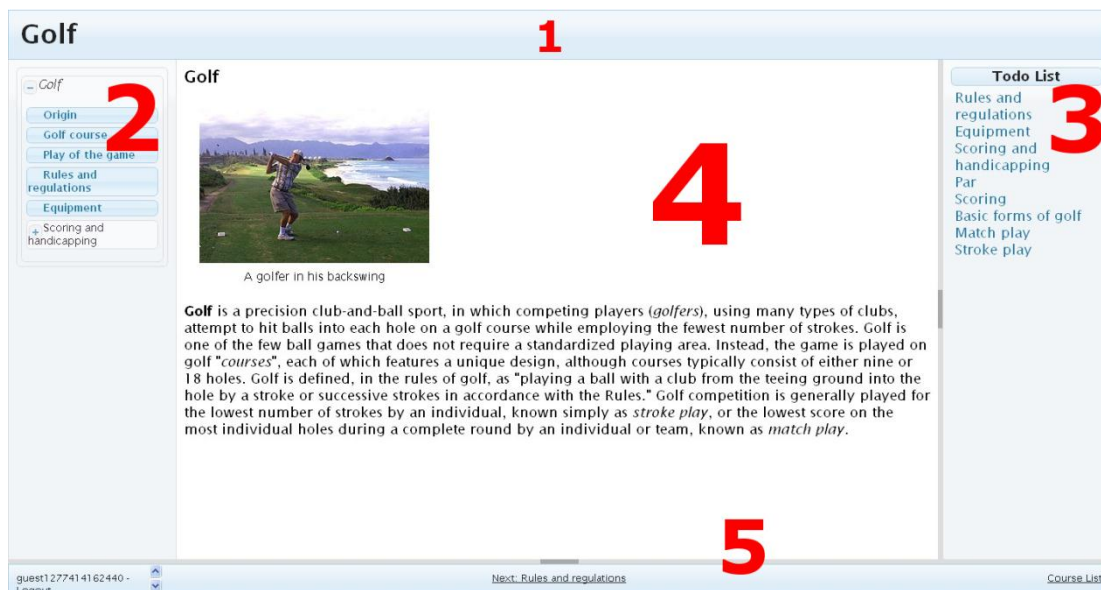 Golf
1
Golf
Origin
Golf course
Play of the game
Rules and
regulations
Equipment
Scoring and
handicapping
2
Golf
A golfer in his backswing
4
Golf is a precision club-and-ball sport, in which competing players (golfers), using many types of clubs,
attempt to hit balls into each hole on a golf course while employing the fewest number of strokes. Golf is
one of the few ball games that does not require a standardized playing area. Instead, the game is played on
golf "courses", each of which features a unique design, although courses typically consist of either nine or
18 holes. Golf is defined, in the rules of golf, as "playing a ball with a club from the teeing ground into the
hole by a stroke or successive strokes in accordance with the Rules." Golf competition is generally played for
the lowest number of strokes by an individual, known simply as stroke play, or the lowest score on the
most individual holes during a complete round by an individual or team, known as match play.
Todo List
3
Rules and
regulations
Equipment
Scoring and
handicapping
Par
Scoring
Basic forms of golf
Match play
Stroke play
5
guest1277414162440 -
Next: Rules and regulations
Course List